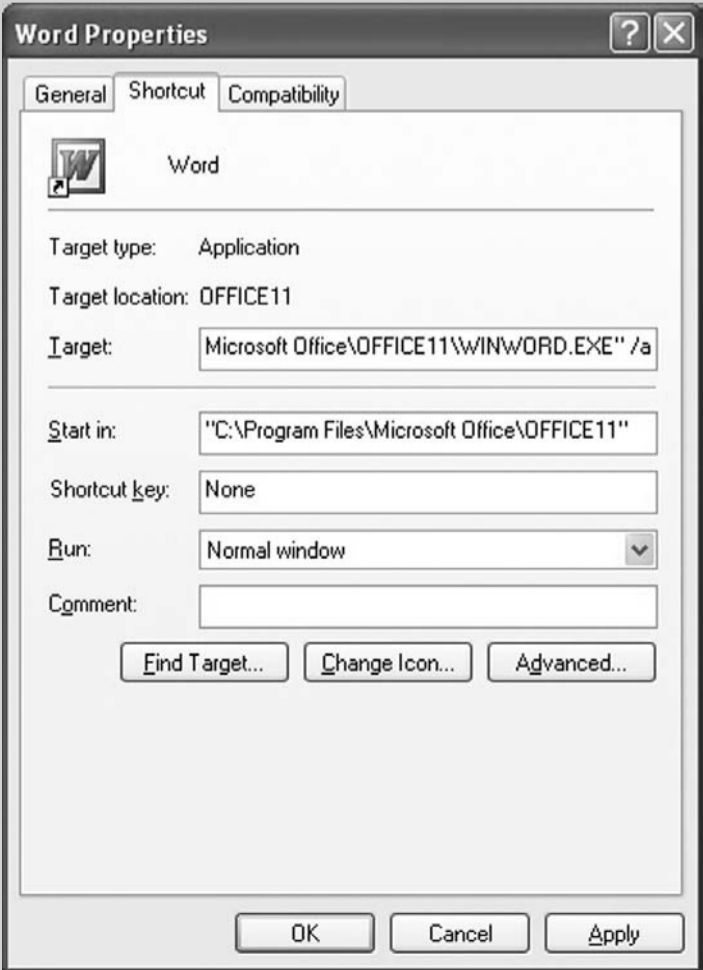 Word Properties
General Shortcut Compatibility
Word
Target type: Application
Target location: OFFICE11
Target: Microsoft Office\OFFICE11\WINWORD.EXE" /a
Start in: "C:\Program Files\Microsoft Office\OFFICE11"
Shortcut key: None
Run: Normal window
Comment:
Find Target... Change Icon... Advanced...
OK Cancel Apply